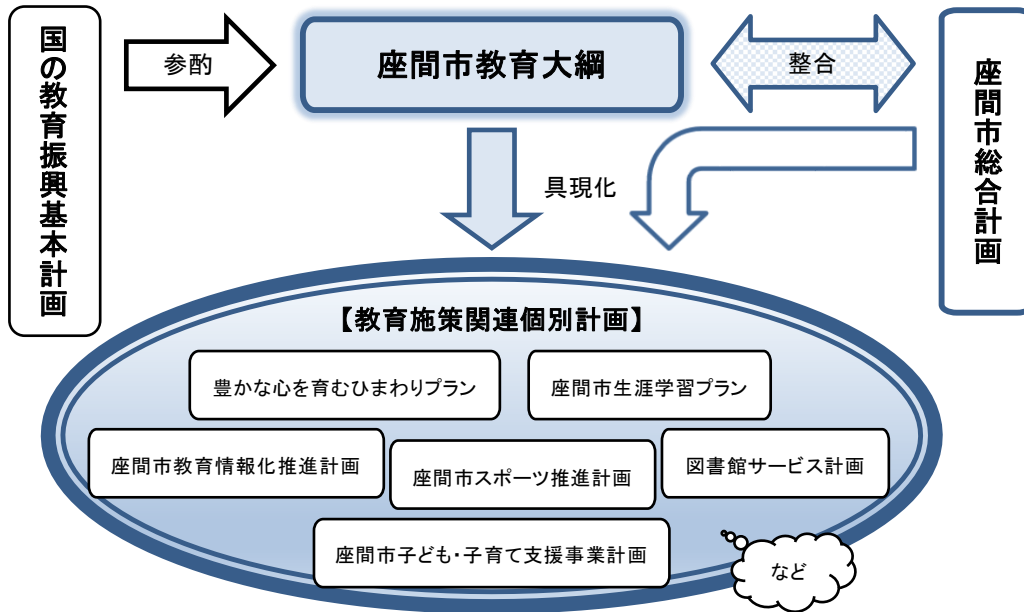 国の教育振興基本計画
参酌
座間市教育大綱
整合
座間市総合計画
具現化
【教育施策関連個別計画】
豊かな心を育むひまわりプラン
座間市生涯学習プラン
座間市教育情報化推進計画
座間市スポーツ推進計画
図書館サービス計画
座間市子ども・子育て支援事業計画
など